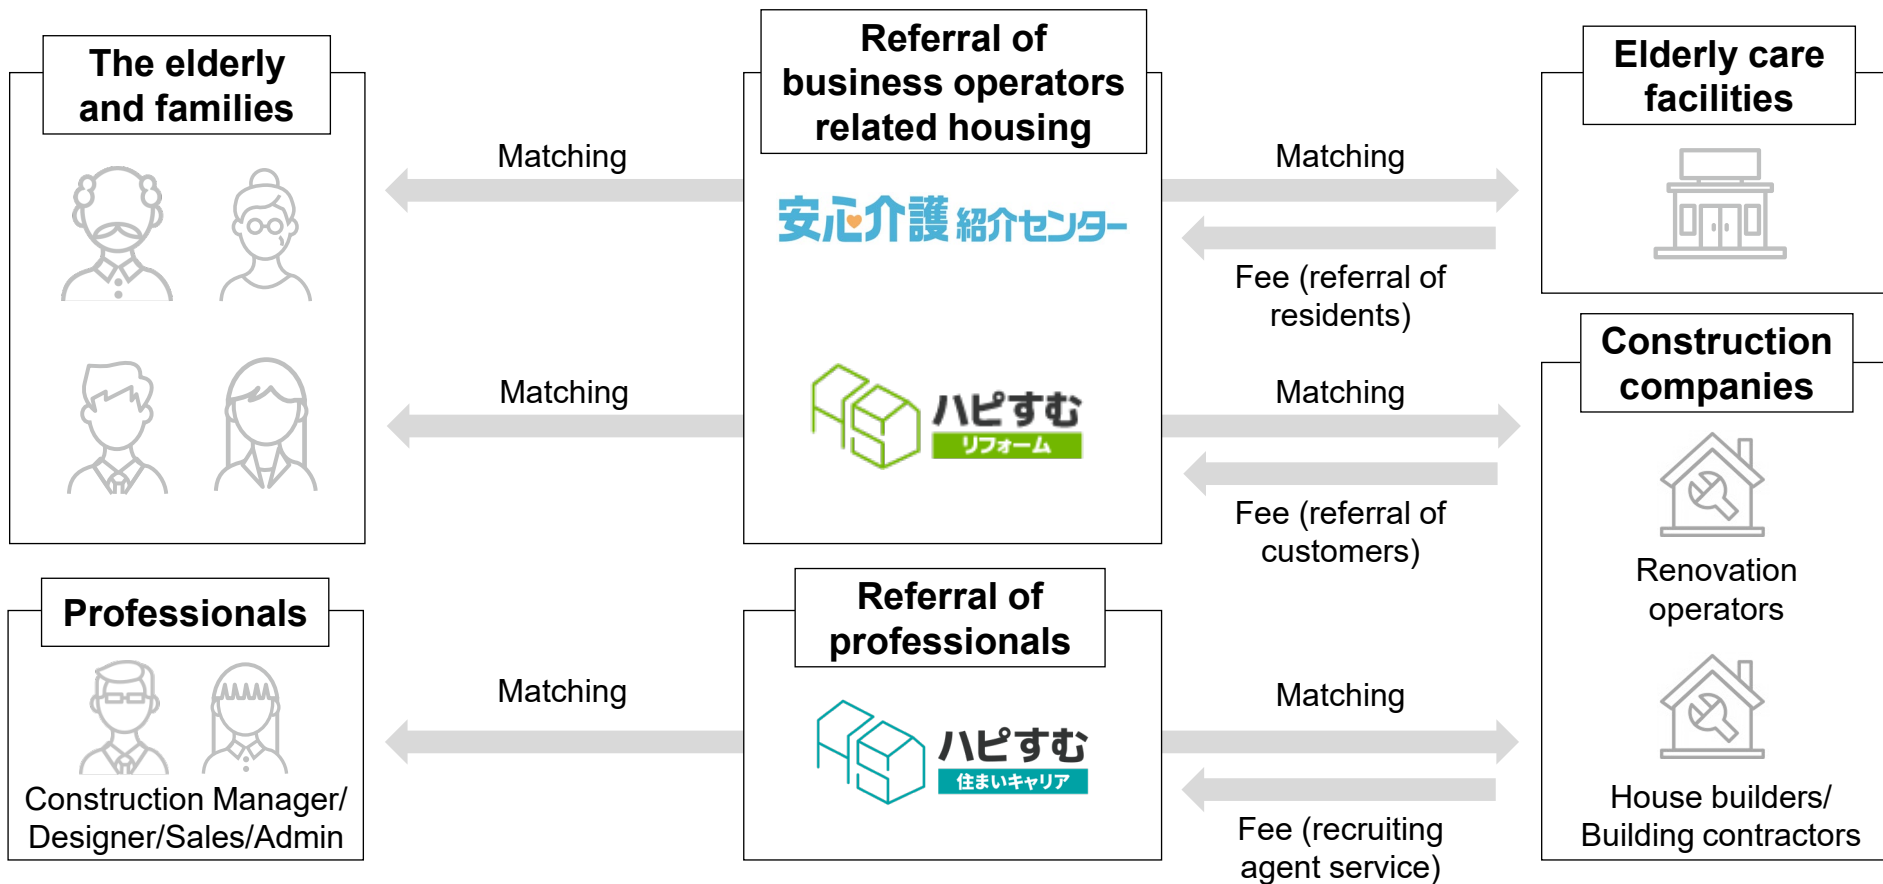 The elderly
and families
Referral of
business operators
related housing
Elderly care
facilities
Matching
Matching
安心介護紹介センター
Fee (referral of
residents)
Construction
companies
Matching
Matching
ハピすむ
リフォーム
Fee (referral of
customers)
Renovation
operators
Professionals
Referral of
professionals
Matching
Matching
ハピすむ
住まいキャリア
Construction Manager/
Designer/Sales/Admin
House builders/
Building contractors
Fee (recruiting
agent service)